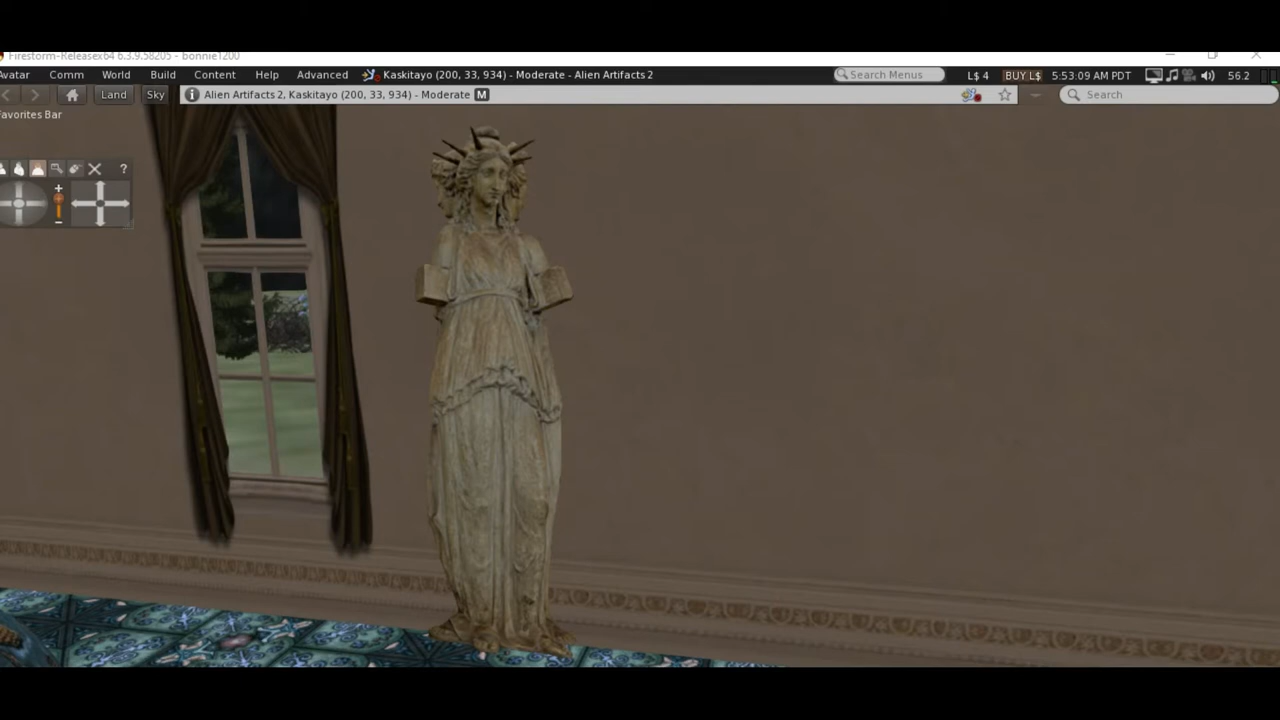 Firestorm-Releasex64 6.3.9.58205 - bonnie1200
Avatar Comm World Build Content Help Advanced Kaskitayo (200, 33, 934) - Moderate - Alien Artifacts 2 Search Menus L$ 4 BUY L$ 5:53:09 AM PDT 56.2
Land Sky Alien Artifacts 2, Kaskitayo (200, 33, 934) - Moderate M Search
Favorites Bar
?
+